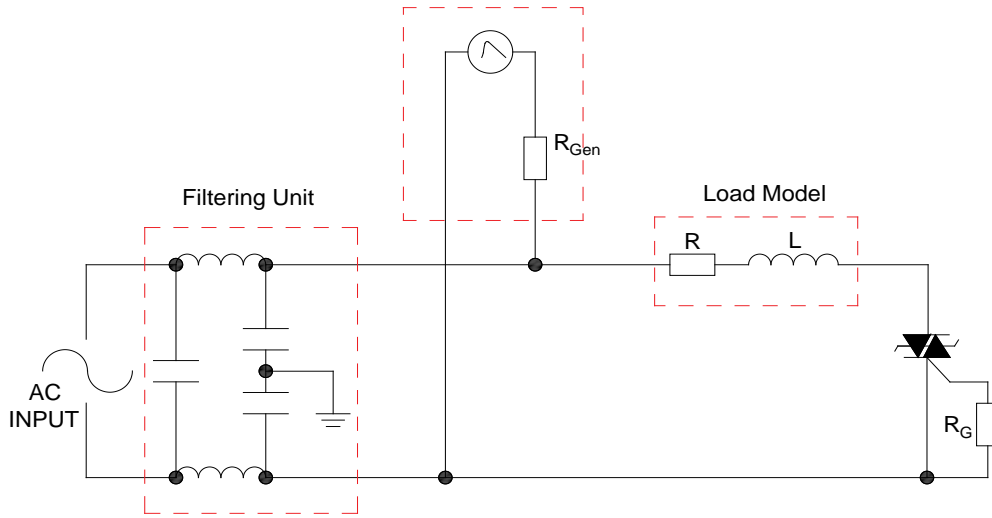 R_Gen
Filtering Unit
Load Model
R
L
AC
INPUT
R_G